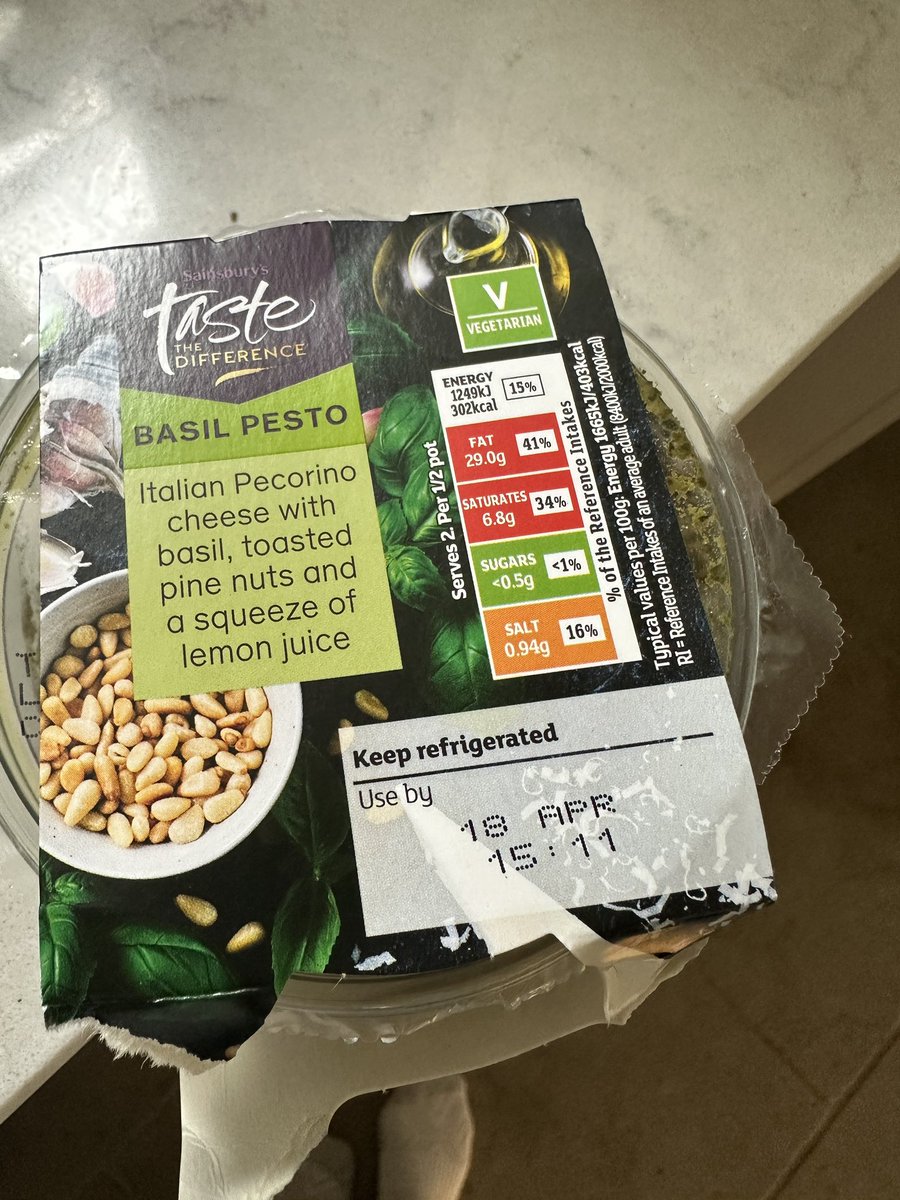 Sainsbury's
taste
THE
DIFFERENCE
BASIL PESTO
Italian Pecorino
cheese with
basil, toasted
pine nuts and
a squeeze of
lemon juice
V
VEGETARIAN
Serves 2. Per 1/2 pot
ENERGY
1249kJ
302kcal
15%
FAT
29.0g
41%
SATURATES
6.8g
34%
SUGARS
<0.5g
<1%
SALT
0.94g
16%
% of the Reference Intakes
Typical values per 100g: Energy 1665kJ/403kcal
RI = Reference Intakes of an average adult (8400kJ/2000kcal)
Keep refrigerated
Use by
18 APR
15:11